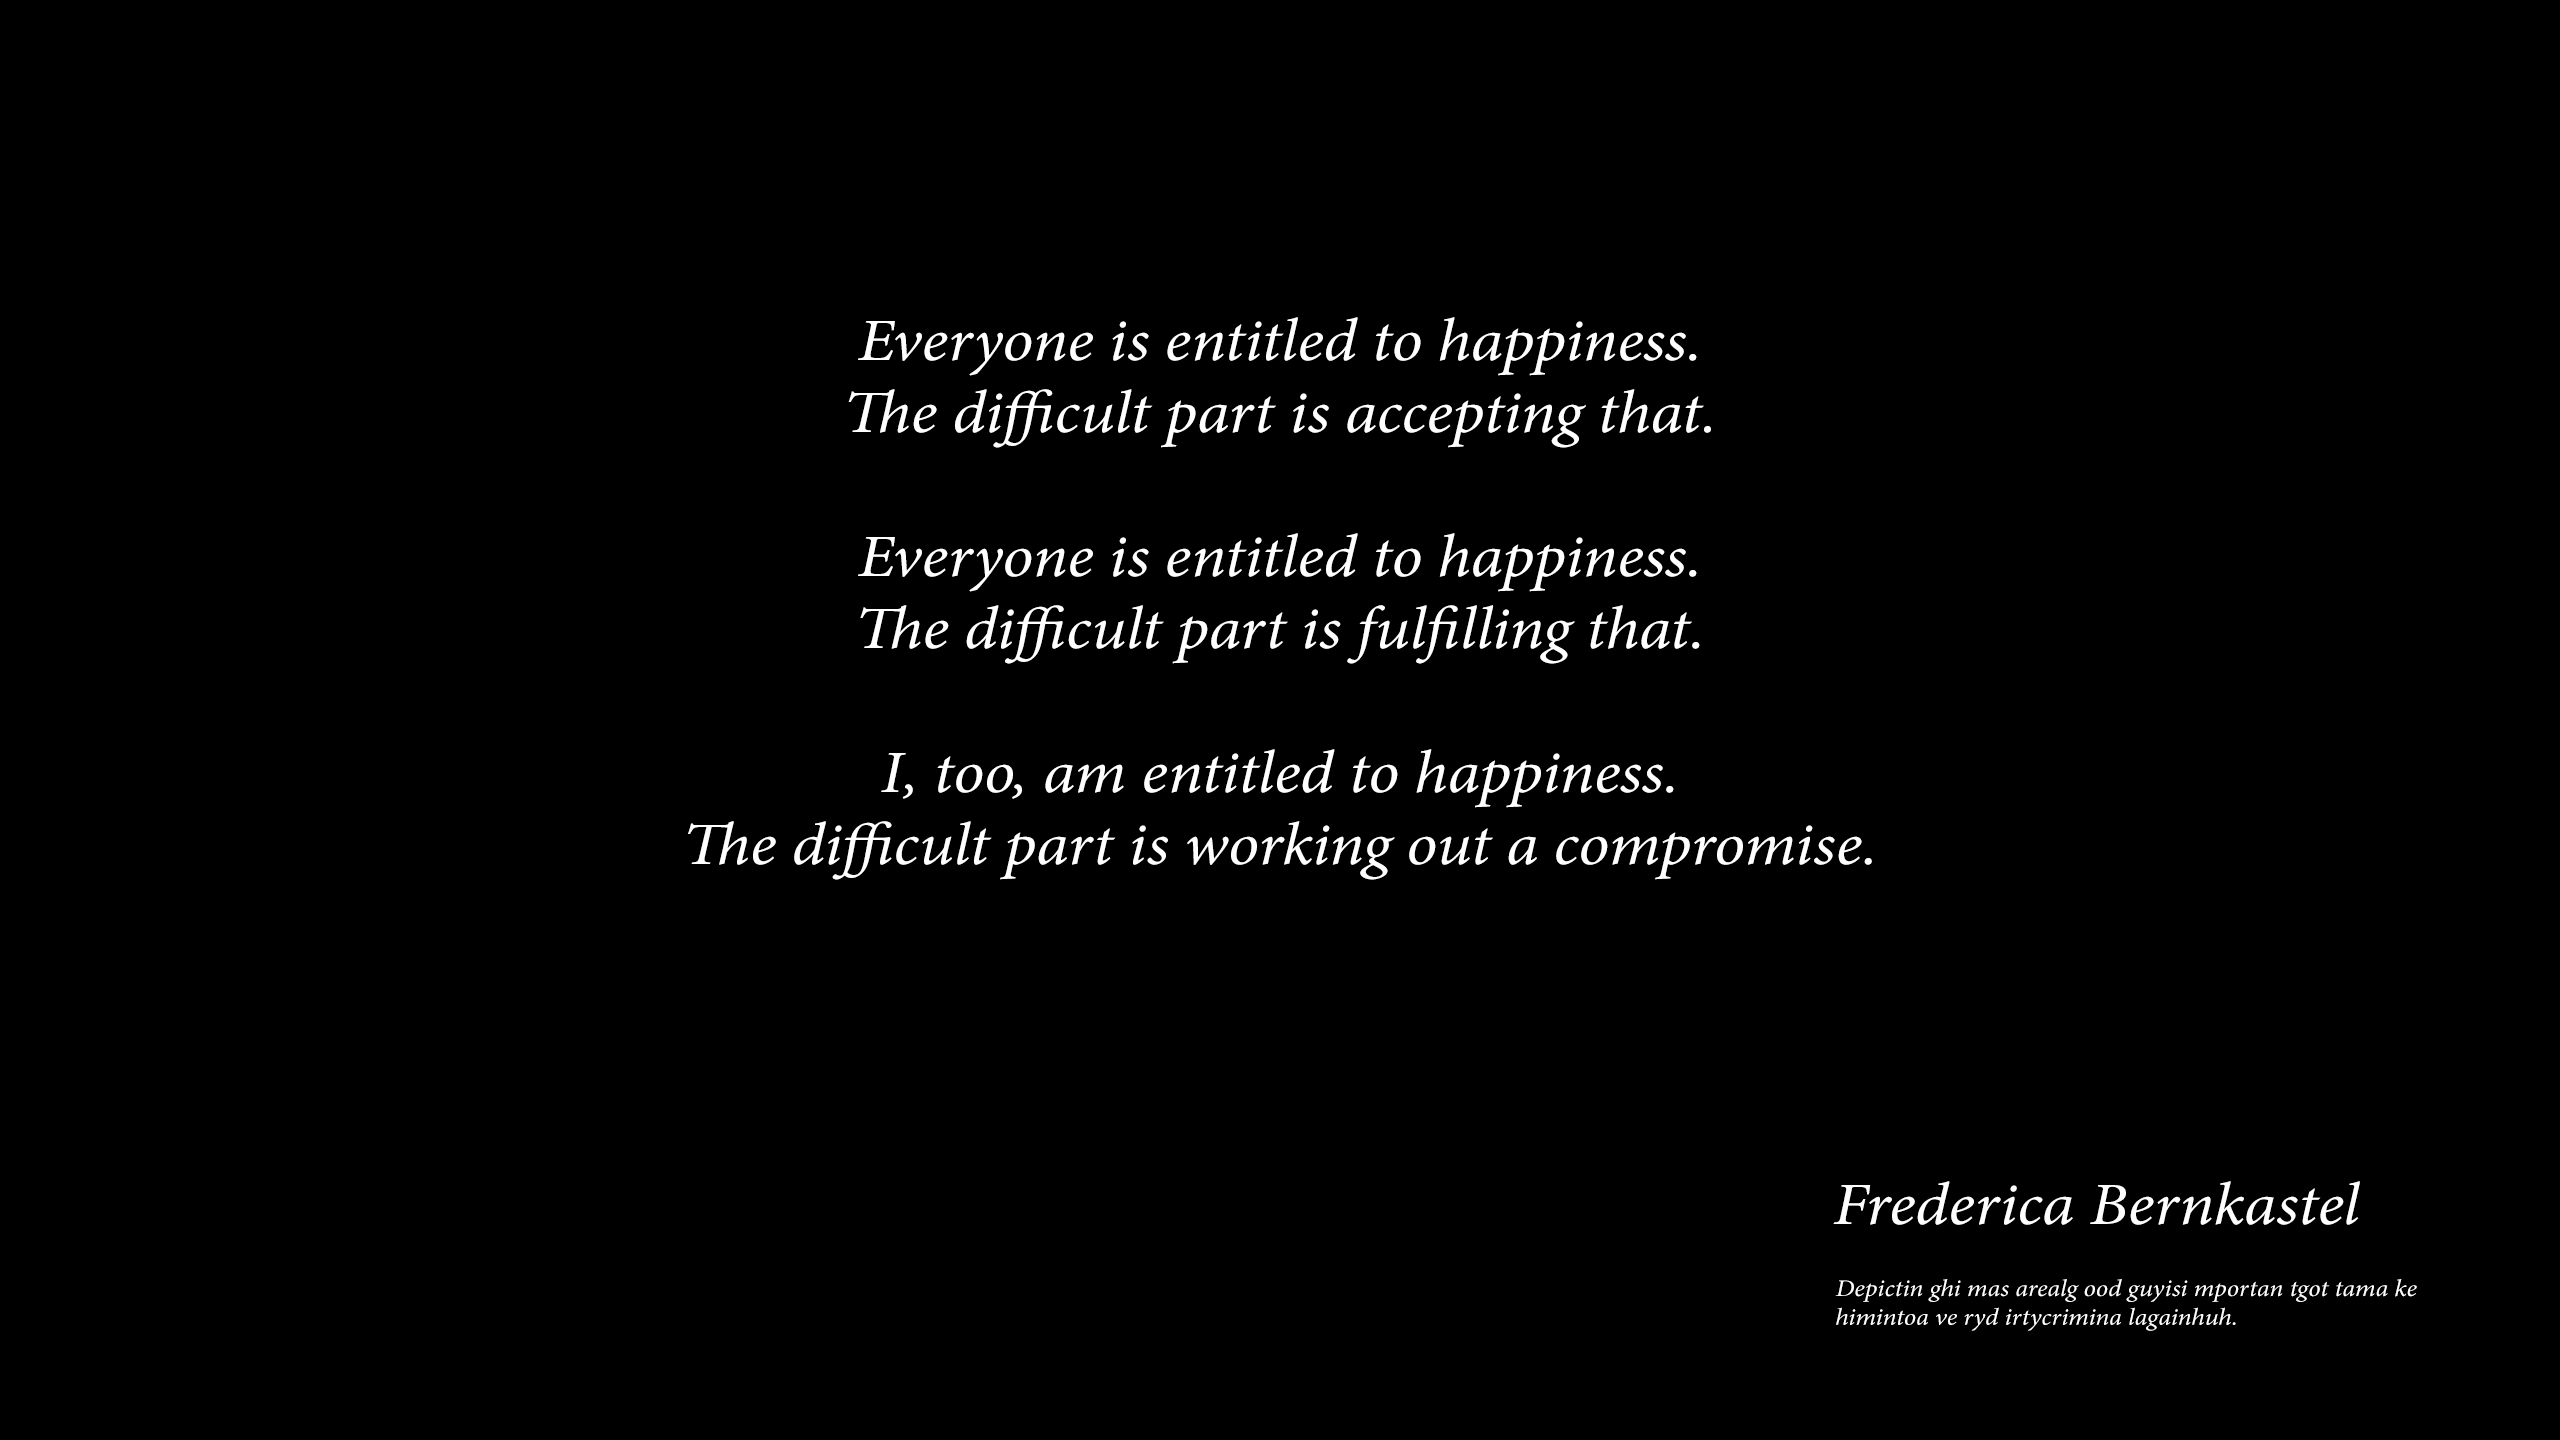 Everyone is entitled to happiness.
The difficult part is accepting that.
Everyone is entitled to happiness.
The difficult part is fulfilling that.
I, too, am entitled to happiness.
The difficult part is working out a compromise.
Frederica Bernkastel
Depictin ghi mas arealg ood guyisi mportan tgot tama ke
himintoa ve ryd irtycrimina lagainhuh.